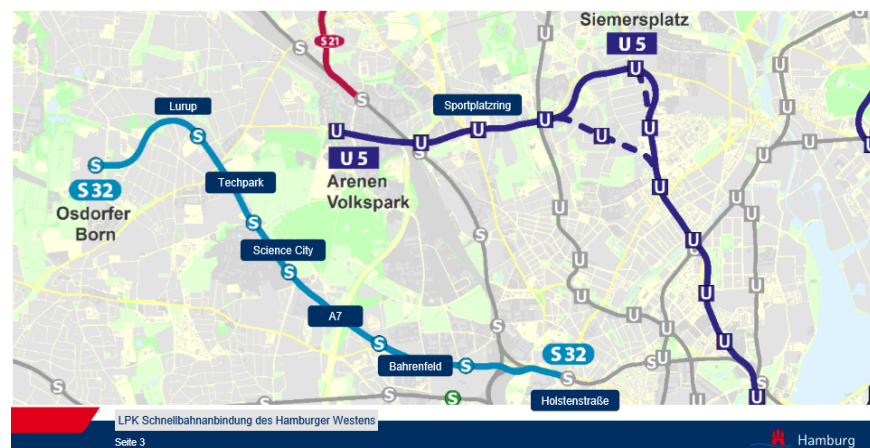 Siemersplatz
U5
S21
Sportplatzring
Lurup
U5
Arenen
Volkspark
S32
Osdorfer
Born
Techpark
Science City
A7
Bahrenfeld
S32
Holstenstraße
LPK Schnellbahnanbindung des Hamburger Westens
Seite 3
Hamburg